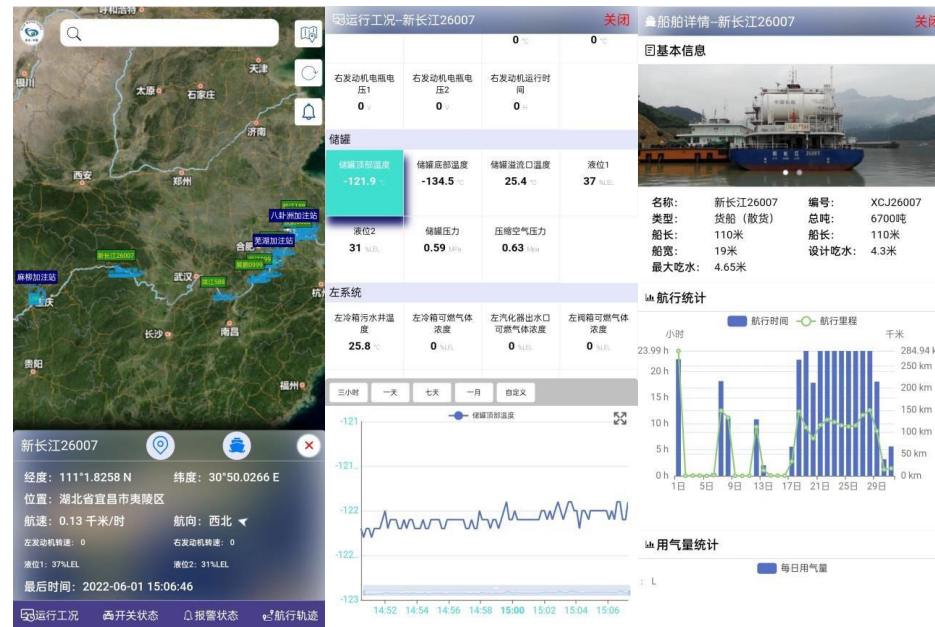 呼和浩特
银川
太原
石家庄
天津
济南
西安
郑州
八卦洲加注站
芜湖加注站
合肥
新长江26007
麻柳加注站
重庆
武汉
杭州
长沙
南昌
贵阳
福州
新长江26007
经度：111°1.8258 N 纬度：30°50.0266 E
位置：湖北省宜昌市夷陵区
航速：0.13 千米/时 航向：西北
左发动机转速：0 右发动机转速：0
液位1：37%LEL 液位2：31%LEL
最后时间：2022-06-01 15:06:46
运行工况 开关状态 报警状态 航行轨迹
运行工况--新长江26007 关闭
0 ℃ 0 ℃
右发动机电瓶电压1 右发动机电瓶电压2 右发动机运行时间
0 V 0 V 0 H
储罐
储罐顶部温度 储罐底部温度 储罐溢流口温度 液位1
-121.9 ℃ -134.5 ℃ 25.4 ℃ 37 %LEL
液位2 储罐压力 压缩空气压力
31 %LEL 0.59 MPa 0.63 Mpa
左系统
左冷箱污水井温度 左冷箱可燃气体浓度 左汽化器出水口可燃气体浓度 左阀箱可燃气体浓度
25.8 ℃ 0 %LEL 0 %LEL 0 %LEL
三小时 一天 七天 一月 自定义
储罐顶部温度
-121
-121...
-122
-122...
-123
14:52 14:54 14:56 14:58 15:00 15:02 15:04 15:06
船舶详情--新长江26007 关闭
基本信息
名称： 新长江26007 编号： XCJ26007
类型： 货船（散货） 总吨： 6700吨
船长： 110米 船长： 110米
船宽： 19米 设计吃水： 4.3米
最大吃水： 4.65米
航行统计
航行时间 航行里程
小时 千米
23.99 h 284.94 k
20 h 250 km
15 h 200 km
10 h 150 km
5 h 100 km
0 h 50 km
0 km
1日 5日 9日 13日 17日 21日 25日 29日
用气量统计
每日用气量
: L